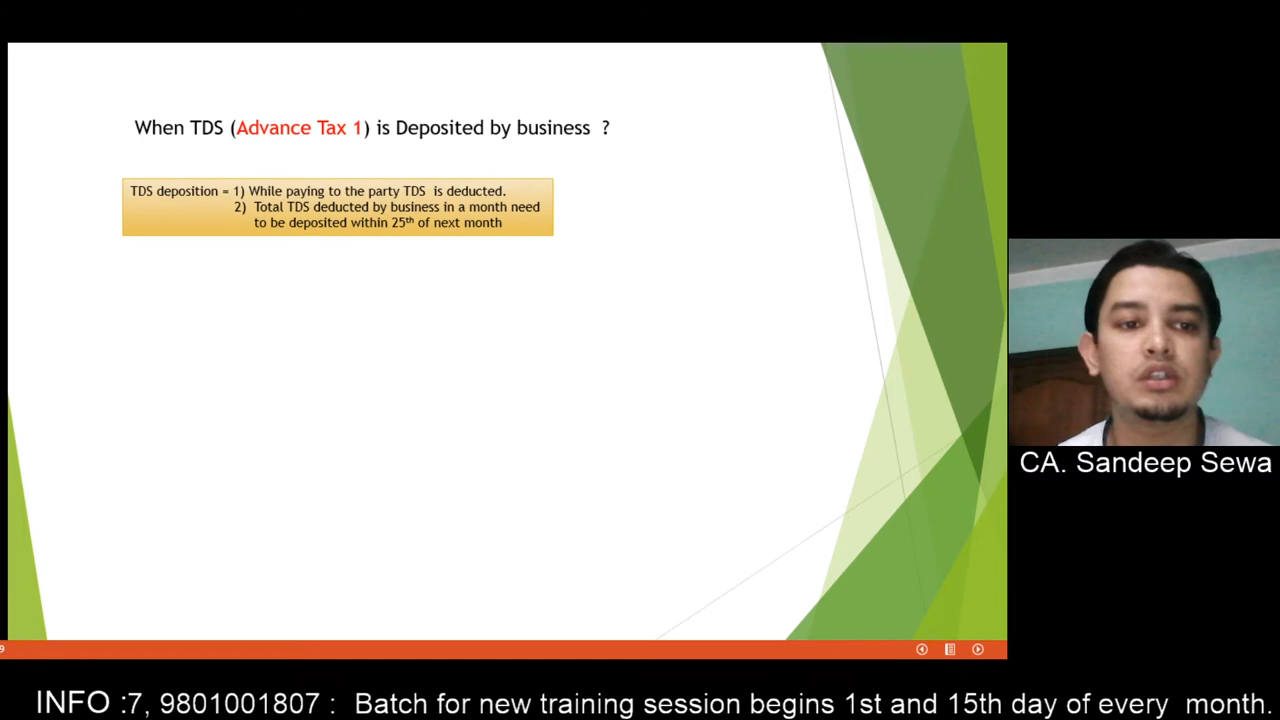 When TDS (Advance Tax 1) is Deposited by business ?
TDS deposition = 1) While paying to the party TDS is deducted.
2) Total TDS deducted by business in a month need
to be deposited within 25th of next month
CA. Sandeep Sewa
9
INFO :7, 9801001807 : Batch for new training session begins 1st and 15th day of every month.